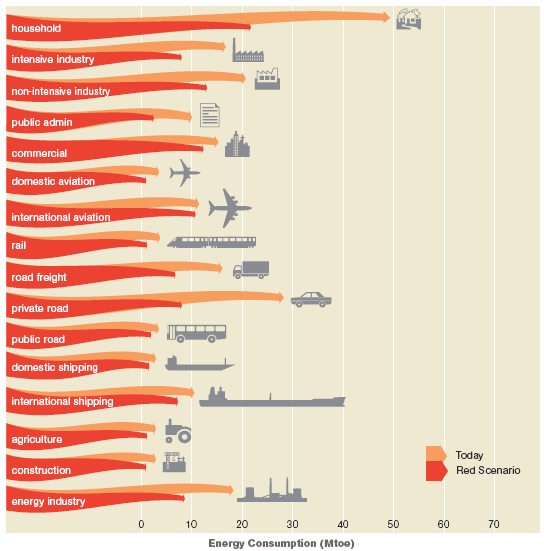 household
intensive industry
non-intensive industry
public admin
commercial
domestic aviation
international aviation
rail
road freight
private road
public road
domestic shipping
international shipping
agriculture
construction
energy industry
Today
Red Scenario
0 10 20 30 40 50 60 70
Energy Consumption (Mtoe)